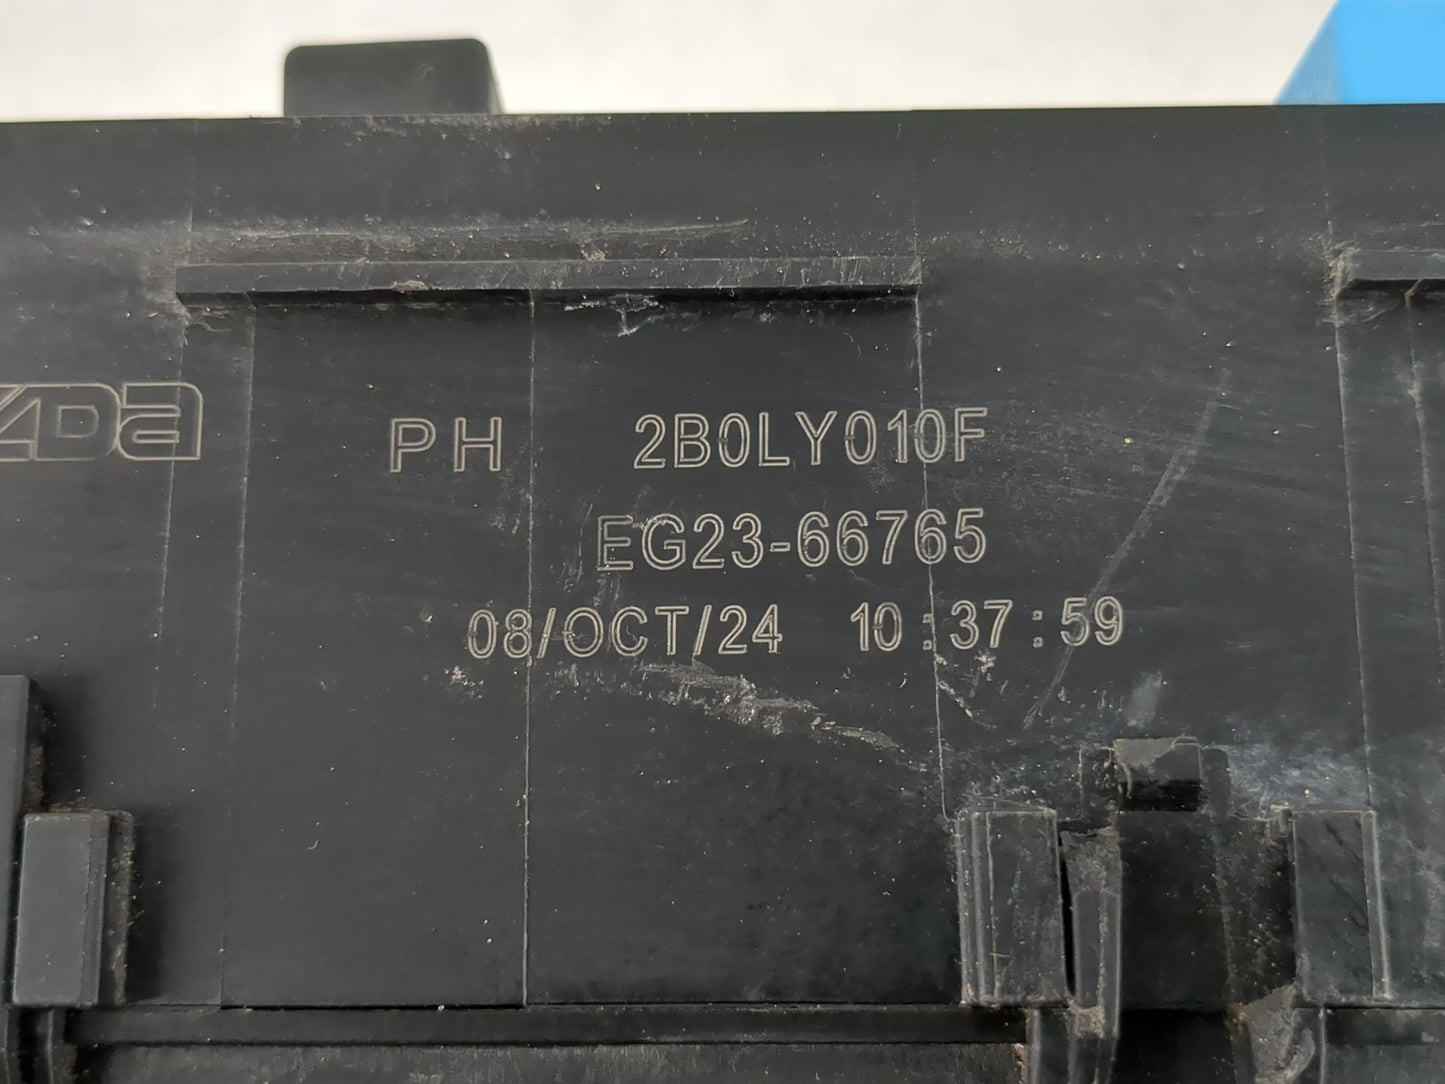 ZDA
PH 2B0LY010F
EG23-66765
08/OCT/24 10:37:59